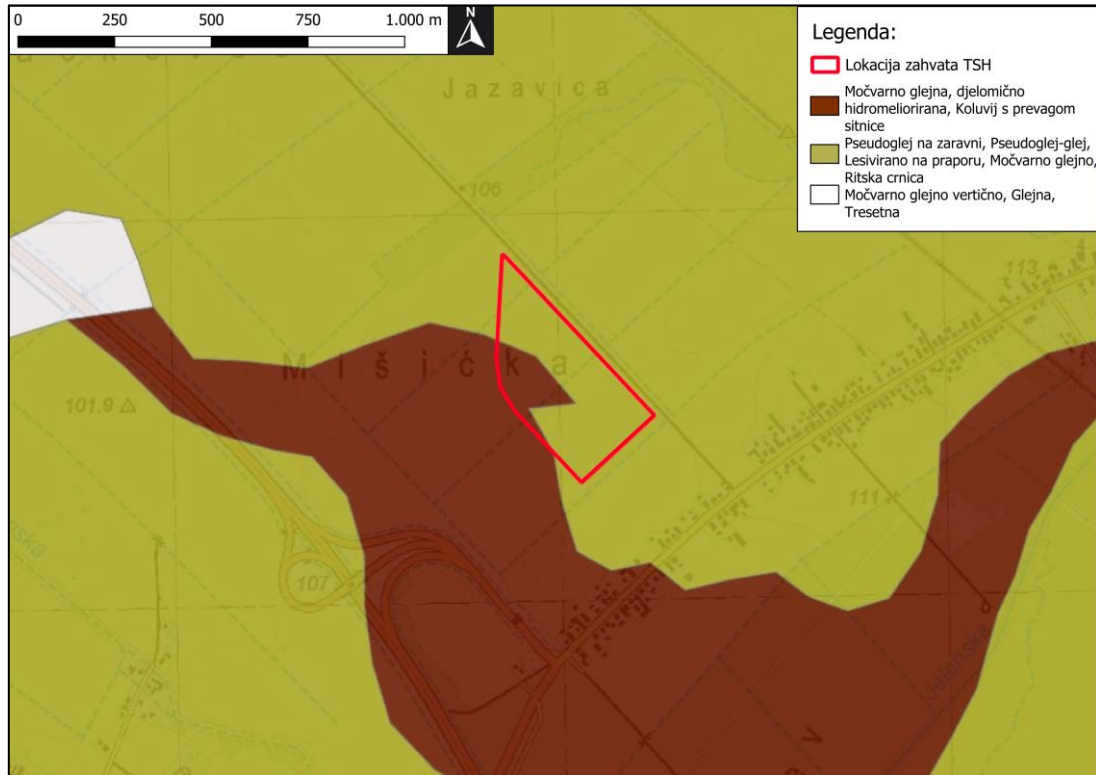 0 250 500 750 1.000 m
N
Legenda:
Lokacija zahvata TSH
Močvarno glejna, djelomično
hidromeliorirana, Koluvij s prevagom
sitnice
Pseudoglej na zaravni, Pseudoglej-glej,
Lesivirano na praporu, Močvarno glejno,
Ritska crnica
Močvarno glejno vertično, Glejna,
Tresetna
Jazavica
106
113
Mišićka
101.9
111
107
Jelenska